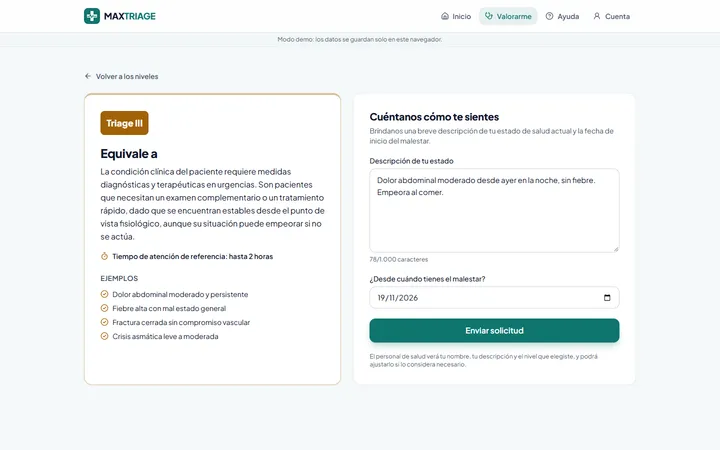 MAXTRIAGE
Inicio
Valorarme
Ayuda
Cuenta
Modo demo: los datos se guardan solo en este navegador.
Volver a los niveles
Triage III
Equivale a
La condición clínica del paciente requiere medidas
diagnósticas y terapéuticas en urgencias. Son pacientes
que necesitan un examen complementario o un tratamiento
rápido, dado que se encuentran estables desde el punto de
vista fisiológico, aunque su situación puede empeorar si no
se actúa.
Tiempo de atención de referencia: hasta 2 horas
EJEMPLOS
Dolor abdominal moderado y persistente
Fiebre alta con mal estado general
Fractura cerrada sin compromiso vascular
Crisis asmática leve a moderada
Cuéntanos cómo te sientes
Bríndanos una breve descripción de tu estado de salud actual y la fecha de
inicio del malestar.
Descripción de tu estado
Dolor abdominal moderado desde ayer en la noche, sin fiebre.
Empeora al comer.
78/1.000 caracteres
¿Desde cuándo tienes el malestar?
19/11/2026
Enviar solicitud
El personal de salud verá tu nombre, tu descripción y el nivel que elegiste, y podrá
ajustarlo si lo considera necesario.